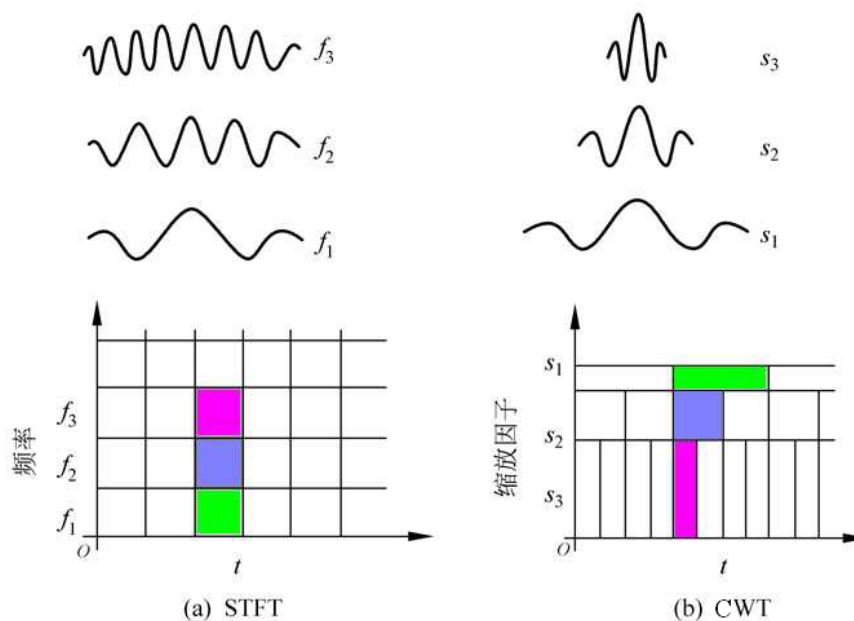 f₃
f₂
f₁
s₃
s₂
s₁
频率
f₃
f₂
f₁
O
t
(a) STFT
缩放因子
s₁
s₂
s₃
O
t
(b) CWT